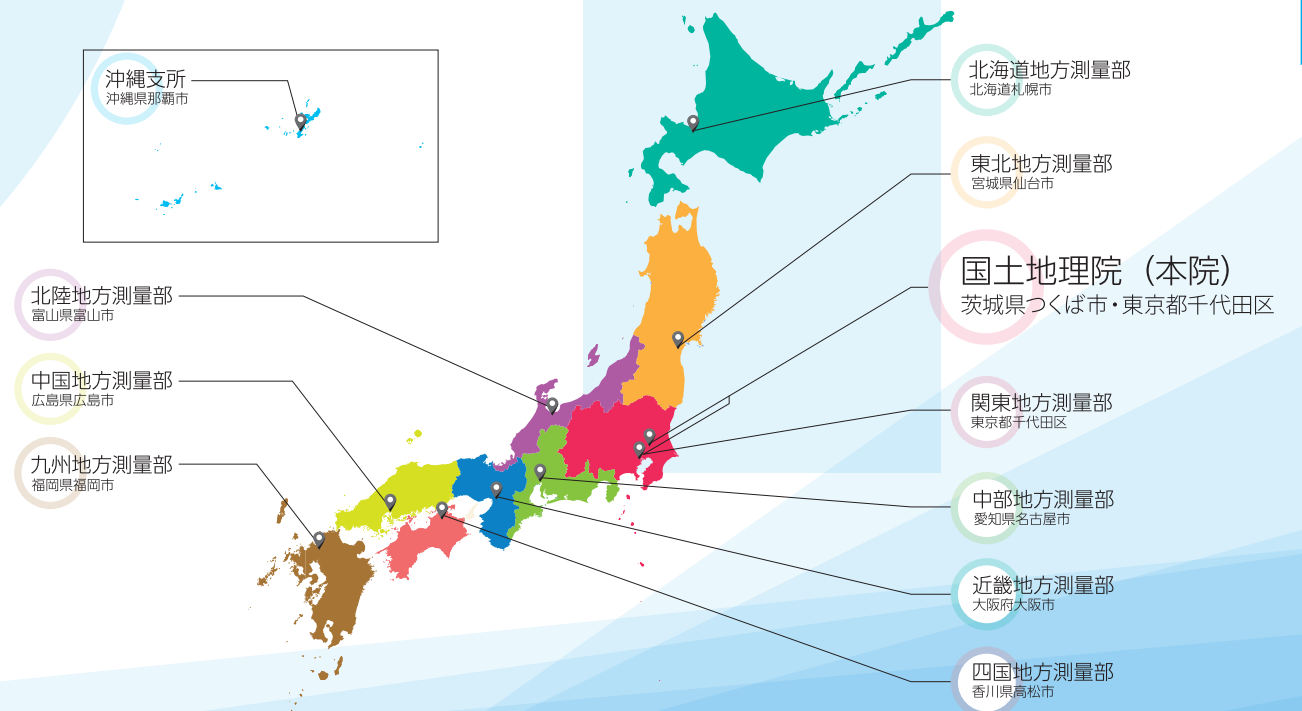 沖縄支所
沖縄県那覇市
北陸地方測量部
富山県富山市
中国地方測量部
広島県広島市
九州地方測量部
福岡県福岡市
北海道地方測量部
北海道札幌市
東北地方測量部
宮城県仙台市
国土地理院（本院）
茨城県つくば市・東京都千代田区
関東地方測量部
東京都千代田区
中部地方測量部
愛知県名古屋市
近畿地方測量部
大阪府大阪市
四国地方測量部
香川県高松市